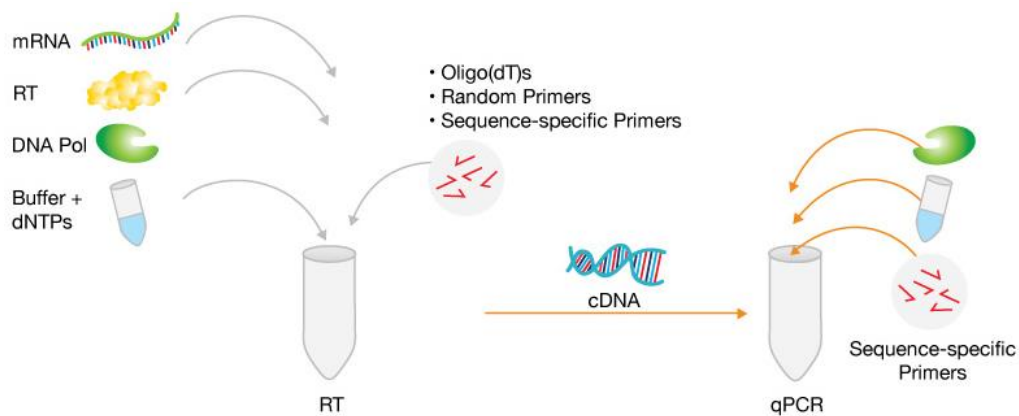 mRNA
RT
DNA Pol
Buffer +
dNTPs
• Oligo(dT)s
• Random Primers
• Sequence-specific Primers
cDNA
RT
Sequence-specific
Primers
qPCR